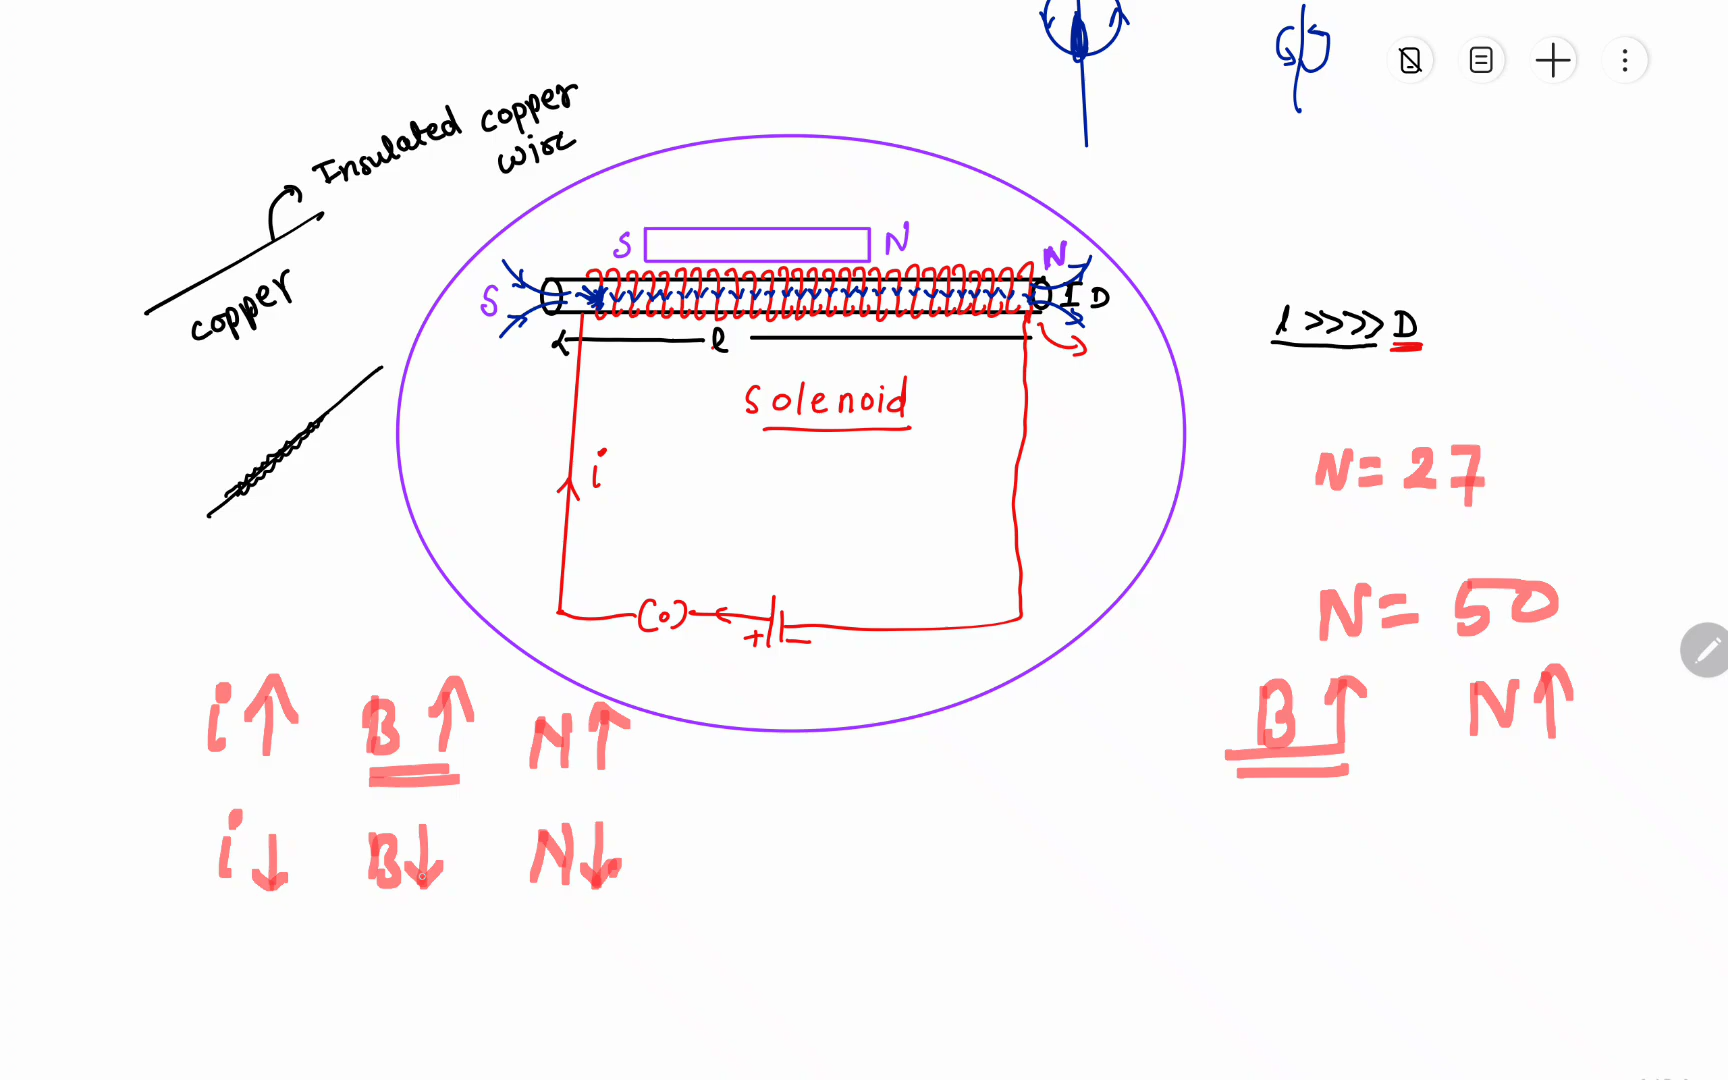 Insulated copper
wire
copper
S N
S N
I D
l
l >>>> D
Solenoid
i
N = 27
(o)
+ −
N = 50
i↑ B↑ N↑
B↑ N↑
i↓ B↓ N↓